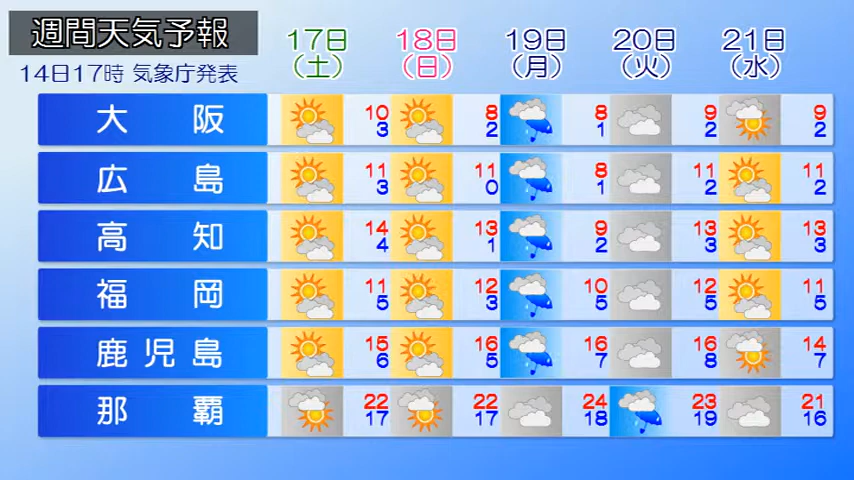 週間天気予報
14日17時 気象庁発表
17日 18日 19日 20日 21日
(土) (日) (月) (火) (水)
大阪 10 3 8 2 8 1 9 2 9 2
広島 11 3 11 0 8 1 11 2 11 2
高知 14 4 13 1 9 2 13 3 13 3
福岡 11 5 12 3 10 5 12 5 11 5
鹿児島 15 6 16 5 16 7 16 8 14 7
那覇 22 17 22 17 24 18 23 19 21 16